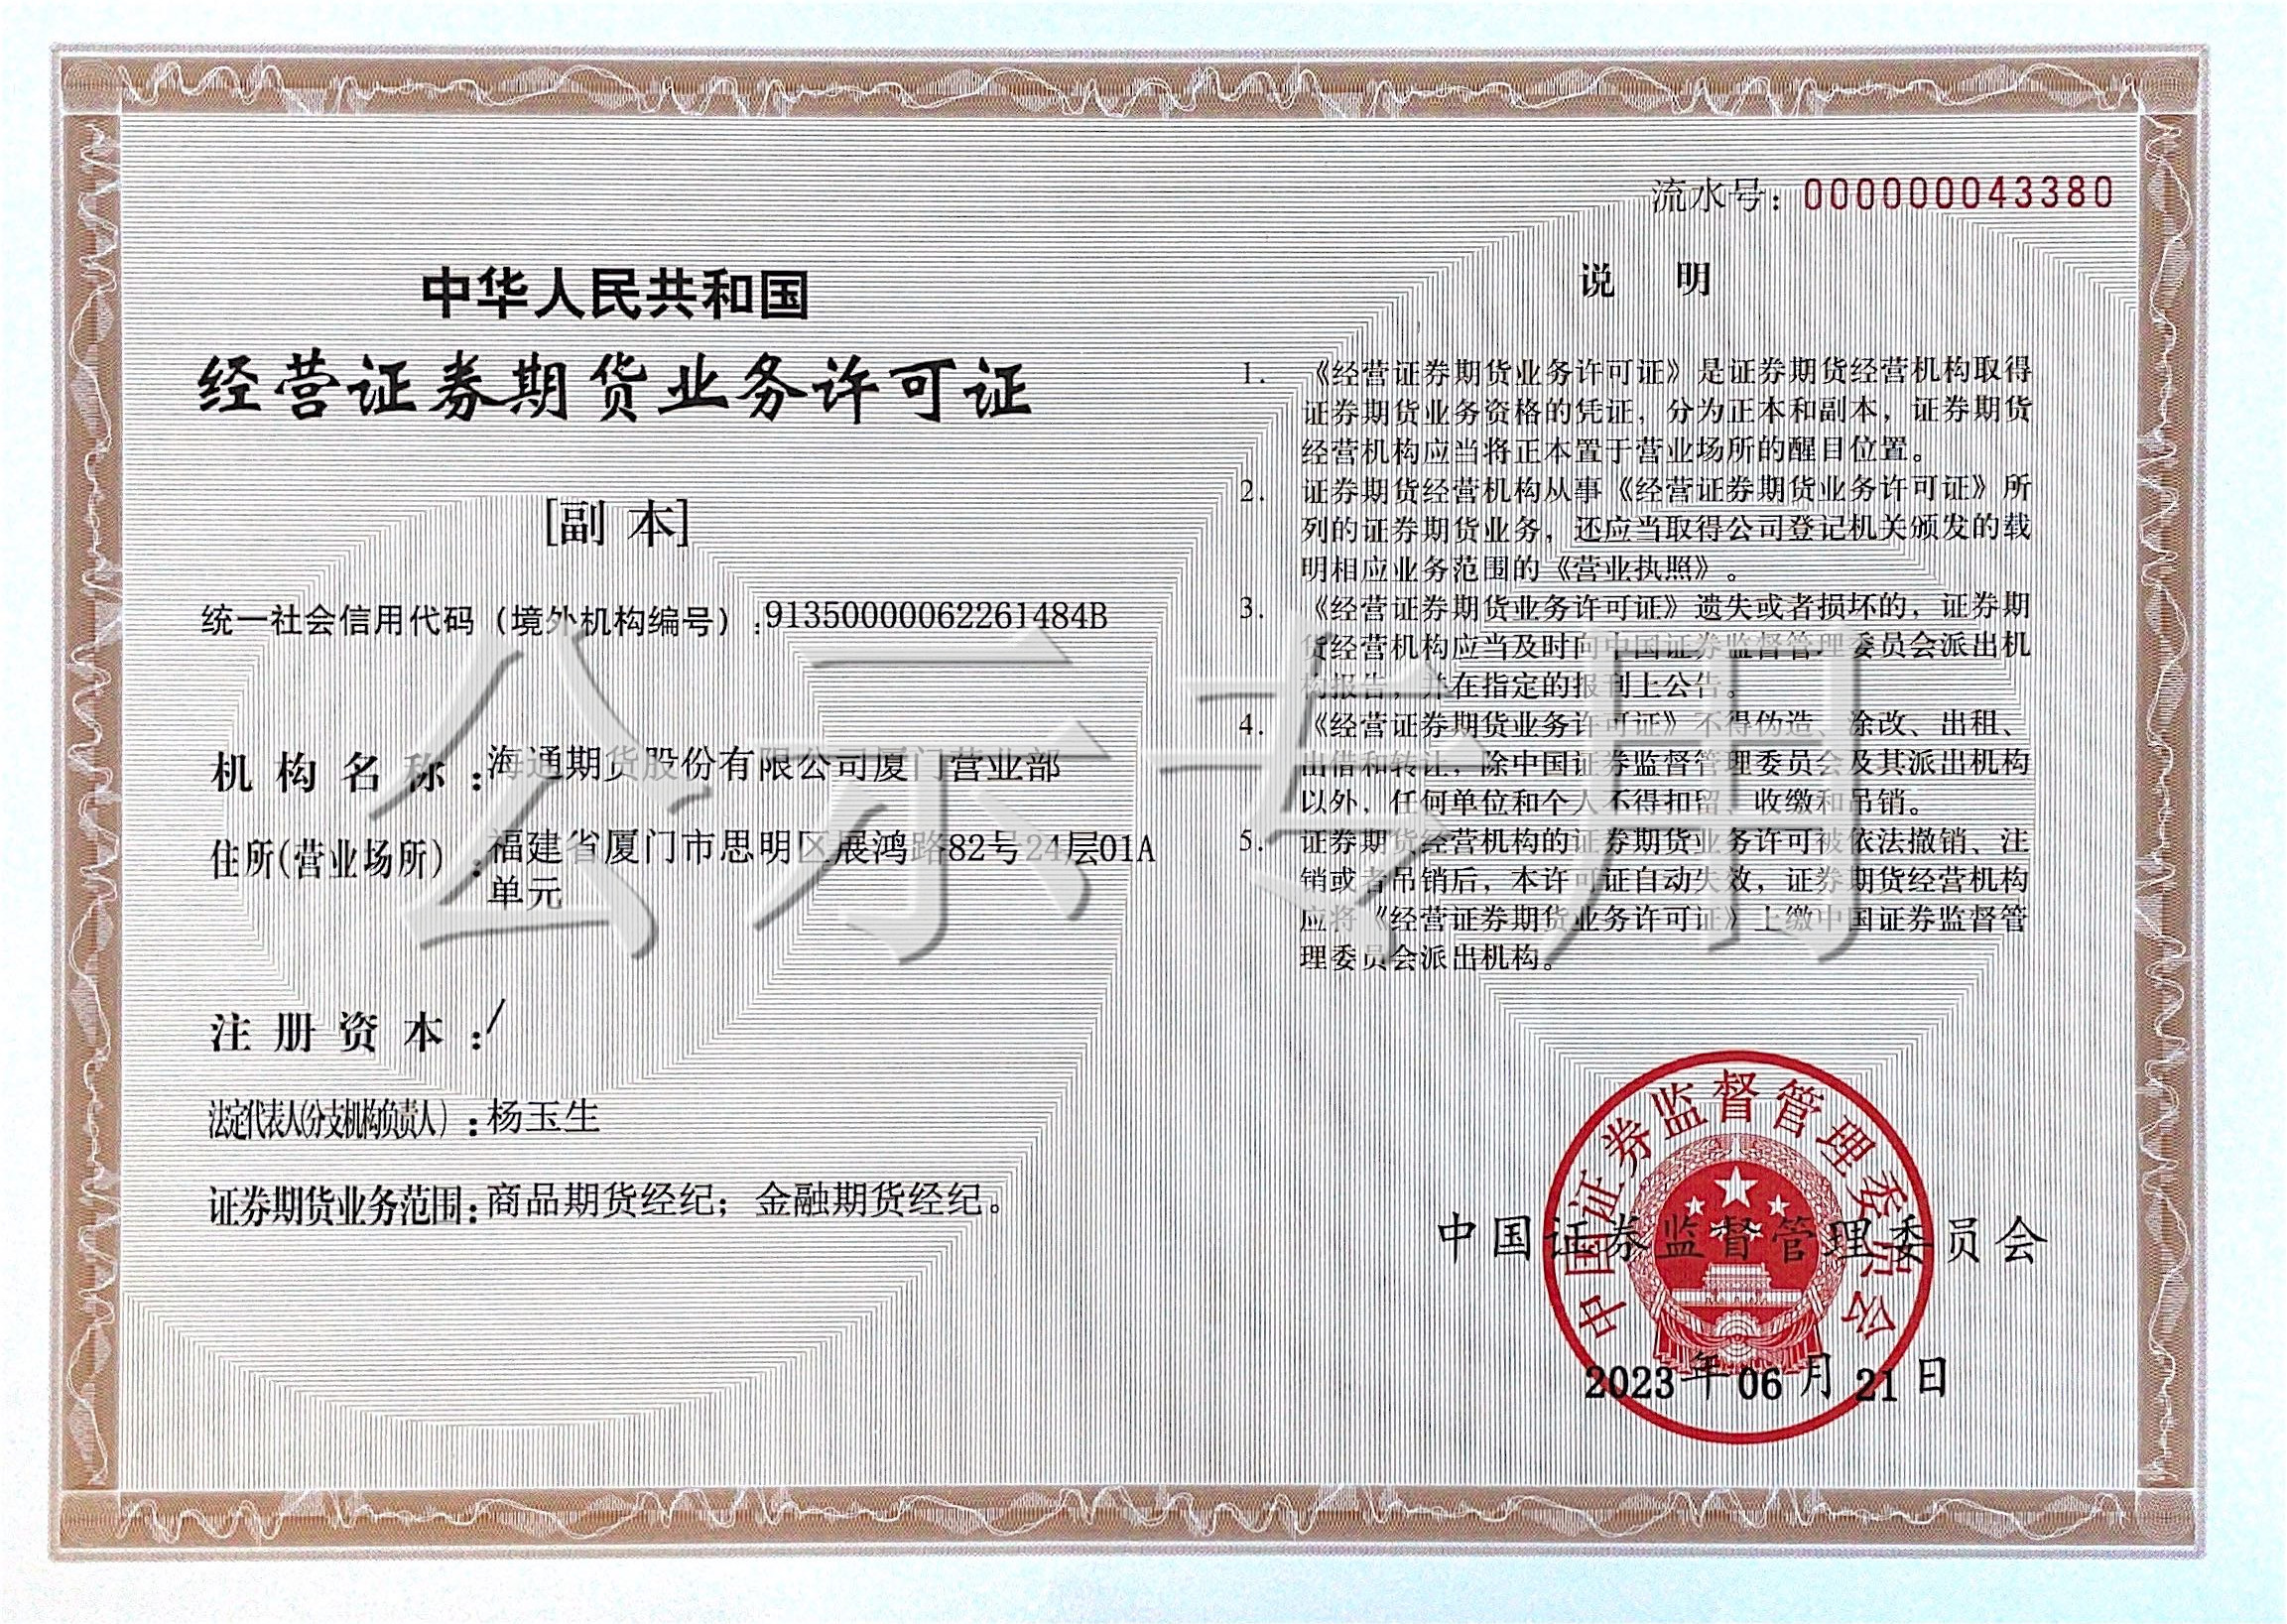 流水号：000000043380
中华人民共和国
经营证券期货业务许可证
[副 本]
统一社会信用代码（境外机构编号）：91350000062261484B
机构名称：海通期货股份有限公司厦门营业部
住所(营业场所)：福建省厦门市思明区展鸿路82号24层01A
单元
注册资本：/
法定代表人(分支机构负责人)：杨玉生
证券期货业务范围：商品期货经纪；金融期货经纪。
说 明
1. 《经营证券期货业务许可证》是证券期货经营机构取得
证券期货业务资格的凭证，分为正本和副本，证券期货
经营机构应当将正本置于营业场所的醒目位置。
2. 证券期货经营机构从事《经营证券期货业务许可证》所
列的证券期货业务，还应当取得公司登记机关颁发的载
明相应业务范围的《营业执照》。
3. 《经营证券期货业务许可证》遗失或者损坏的，证券期
货经营机构应当及时向中国证券监督管理委员会派出机
构报告，并在指定的报刊上公告。
4. 《经营证券期货业务许可证》不得伪造、涂改、出租、
出借和转让，除中国证券监督管理委员会及其派出机构
以外，任何单位和个人不得扣留、收缴和吊销。
5. 证券期货经营机构的证券期货业务许可被依法撤销、注
销或者吊销后，本许可证自动失效，证券期货经营机构
应将《经营证券期货业务许可证》上缴中国证券监督管
理委员会派出机构。
中国证券监督管理委员会
中国证券监督管理委员会
2023年06月21日
公示专用